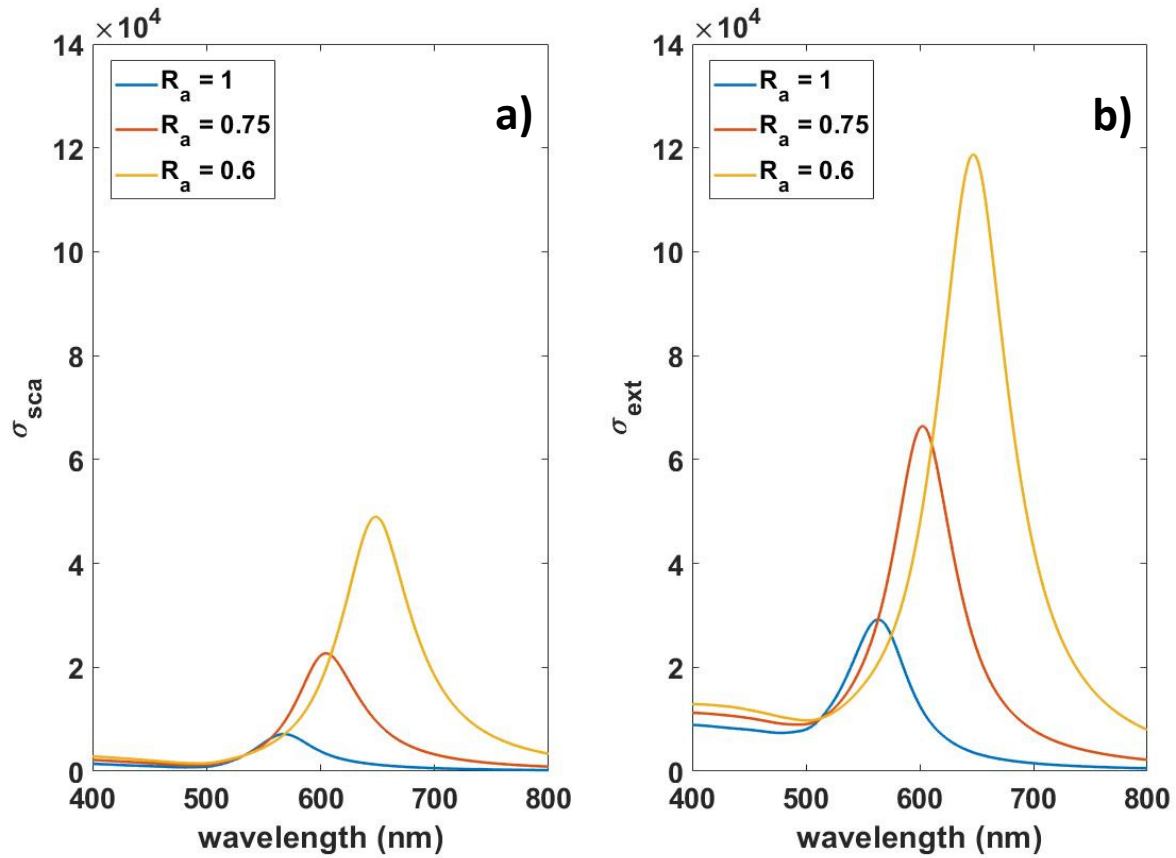 ×10⁴
14
12
10
8
6
4
2
0
σsca
R_a = 1
R_a = 0.75
R_a = 0.6
a)
400 500 600 700 800
wavelength (nm)
×10⁴
14
12
10
8
6
4
2
0
σext
R_a = 1
R_a = 0.75
R_a = 0.6
b)
400 500 600 700 800
wavelength (nm)